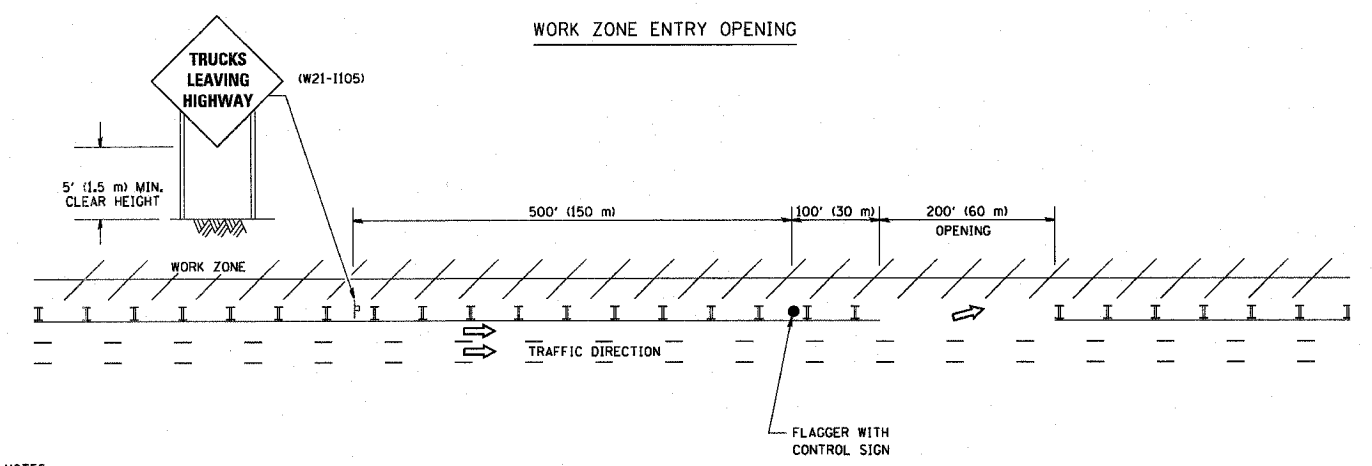 WORK ZONE ENTRY OPENING
TRUCKS
LEAVING
HIGHWAY
(W21-I105)
5' (1.5 m) MIN.
CLEAR HEIGHT
500' (150 m)
100' (30 m)
200' (60 m)
OPENING
WORK ZONE
TRAFFIC DIRECTION
FLAGGER WITH
CONTROL SIGN
NOTES